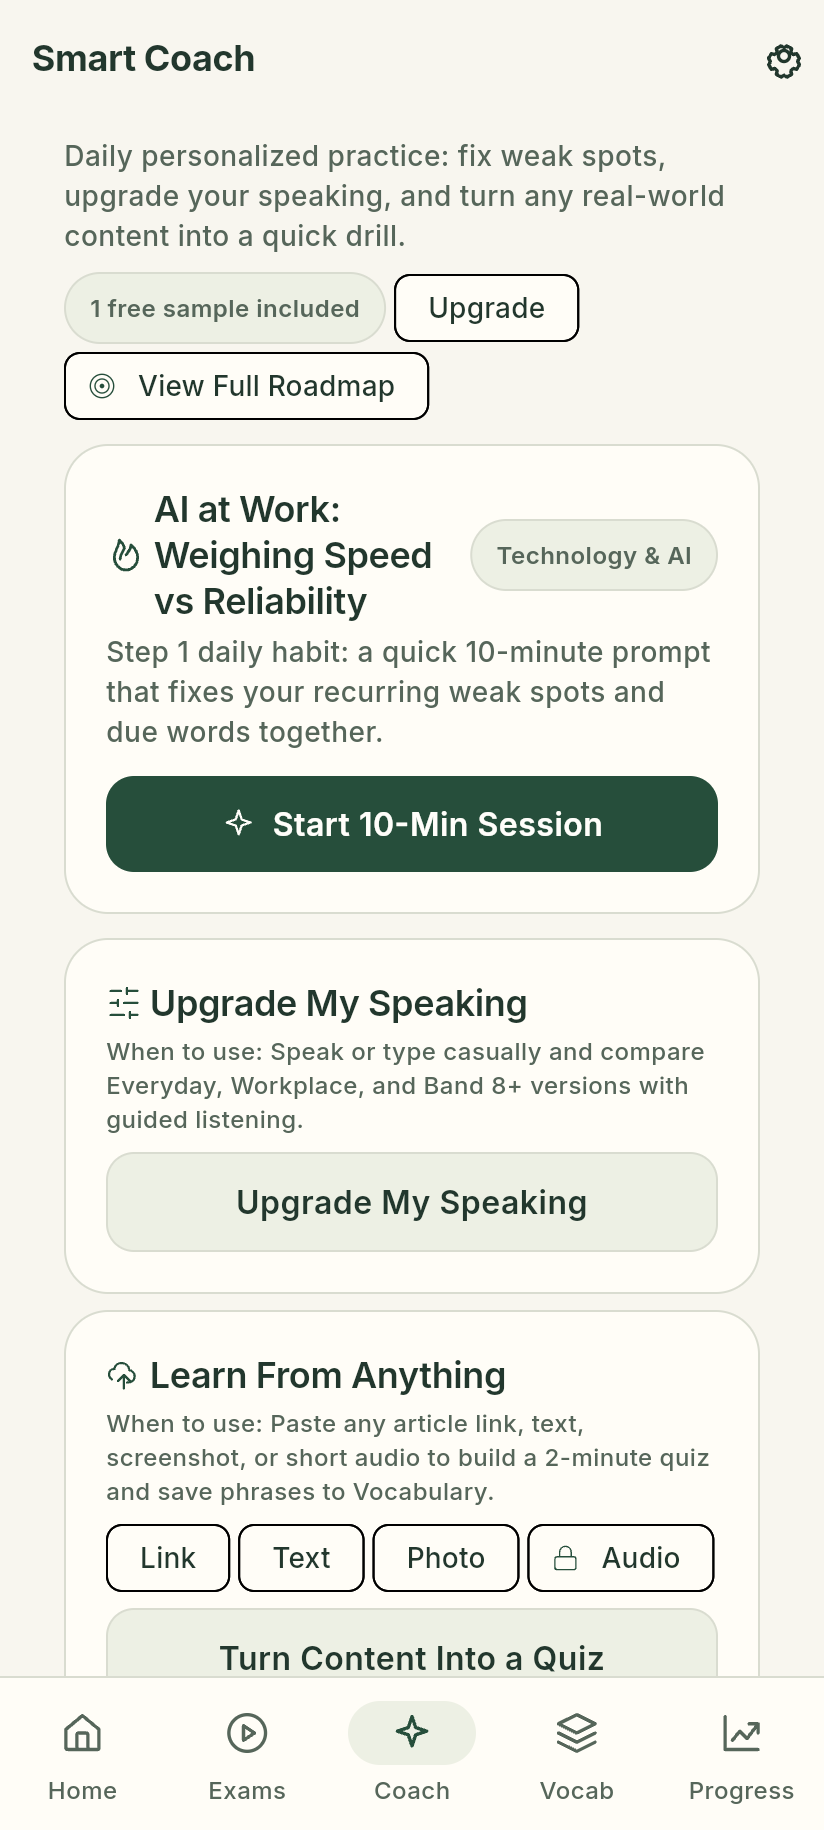 Smart Coach
Daily personalized practice: fix weak spots,
upgrade your speaking, and turn any real-world
content into a quick drill.
1 free sample included
Upgrade
View Full Roadmap
AI at Work:
Weighing Speed
vs Reliability
Technology & AI
Step 1 daily habit: a quick 10-minute prompt
that fixes your recurring weak spots and
due words together.
Start 10-Min Session
Upgrade My Speaking
When to use: Speak or type casually and compare
Everyday, Workplace, and Band 8+ versions with
guided listening.
Upgrade My Speaking
Learn From Anything
When to use: Paste any article link, text,
screenshot, or short audio to build a 2-minute quiz
and save phrases to Vocabulary.
Link
Text
Photo
Audio
Turn Content Into a Quiz
Home
Exams
Coach
Vocab
Progress